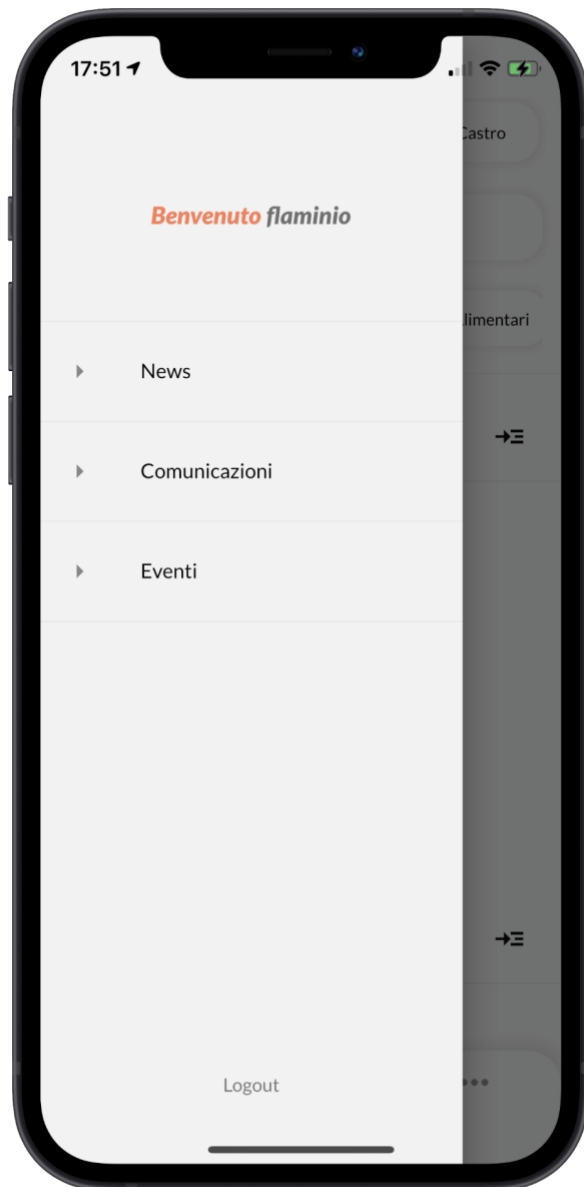 17:51
Castro
Benvenuto flaminio
limentari
News
Comunicazioni
Eventi
Logout